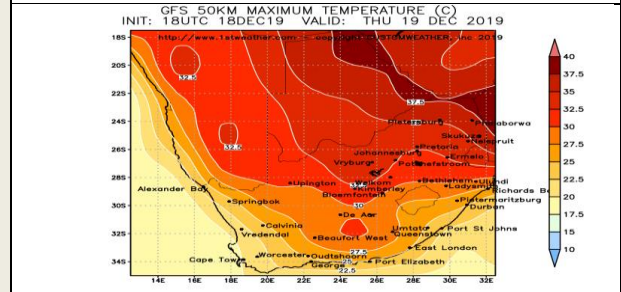 GFS 50KM MAXIMUM TEMPERATURE (C)
INIT: 18UTC 18DEC19 VALID: THU 19 DEC 2019
http://www.1stweather.com
CUSTOMWEATHER, Inc 2019
18S
20S
22S
24S
26S
28S
30S
32S
34S
32.5
37.5
32.5
30
27.5
25
22.5
Pietersburg
Phalaborwa
Skukuza
Nelspruit
Pretoria
Johannesburg
Ermelo
Vryburg
Potchefstroom
Alexander Bay
Upington
Welkom
Kimberley
Bethlehem
Ulundi
Ladysmith
Richards B
Bloemfontein
Springbok
Pietermaritzburg
Durban
De Aar
Calvinia
Vredendal
Beaufort West
Umtata
Queenstown
Port St Johns
East London
Worcester
Oudtshoorn
Cape Town
George
Port Elizabeth
14E 16E 18E 20E 22E 24E 26E 28E 30E 32E
40
37.5
35
32.5
30
27.5
25
22.5
20
17.5
15
10